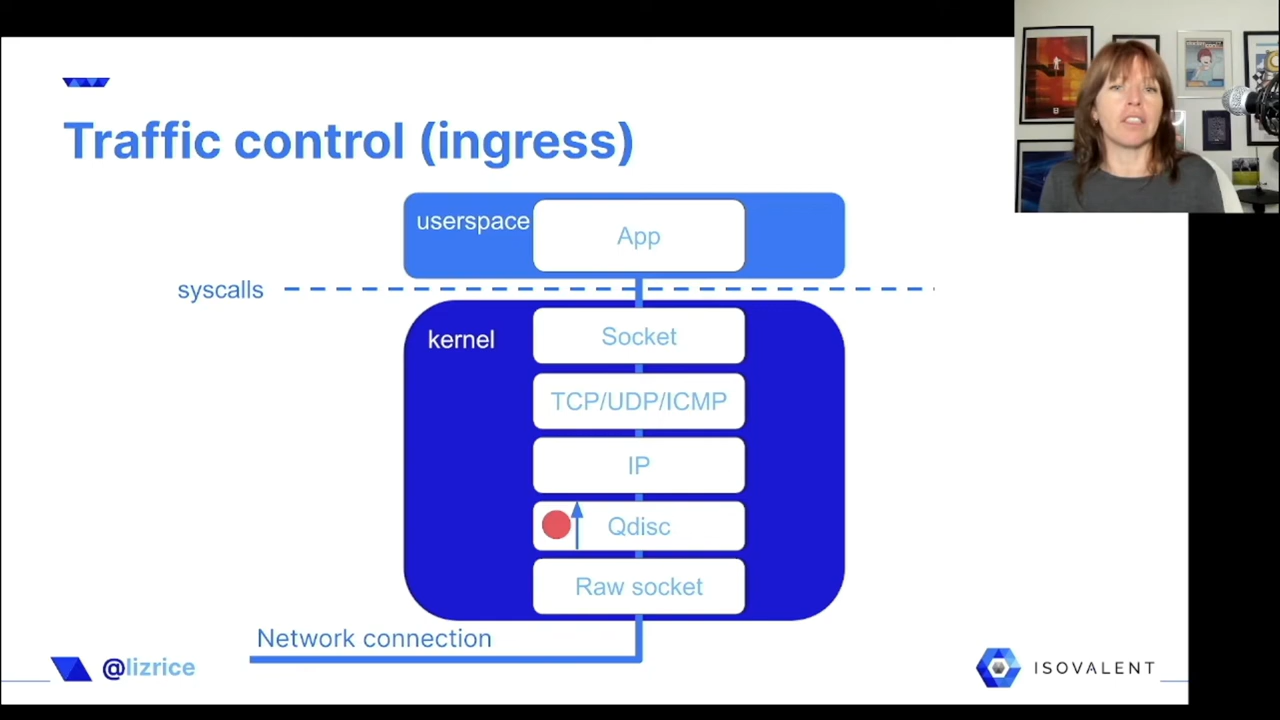 Traffic control (ingress)
userspace
App
syscalls
kernel
Socket
TCP/UDP/ICMP
IP
Qdisc
Raw socket
Network connection
@lizrice
ISOVALENT